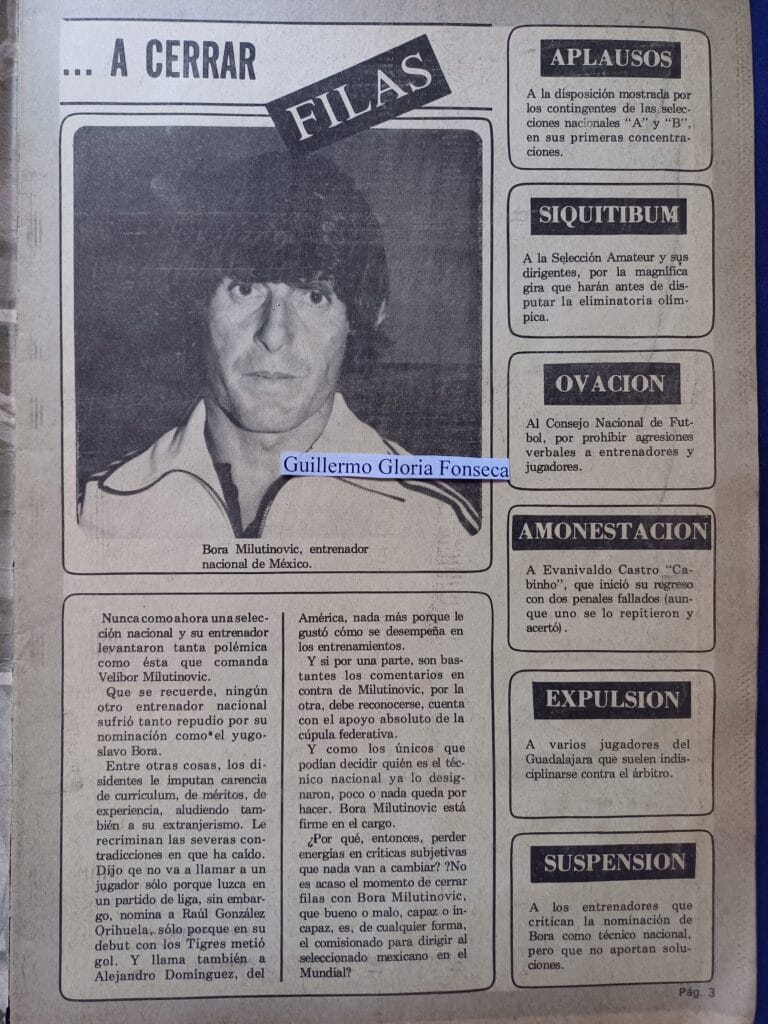 ... A CERRAR
FILAS
Guillermo Gloria Fonseca
Bora Milutinovic, entrenador
nacional de México.
Nunca como ahora una selec-
ción nacional y su entrenador
levantaron tanta polémica
como ésta que comanda
Velibor Milutinovic.
Que se recuerde, ningún
otro entrenador nacional
sufrió tanto repudio por su
nominación como el yugo-
slavo Bora.
Entre otras cosas, los di-
sidentes le imputan carencia
de curriculum, de méritos, de
experiencia, aludiendo tam-
bién a su extranjerismo. Le
recriminan las severas con-
tradicciones en que ha caido.
Dijo qe no va a llamar a un
jugador sólo porque luzca en
un partido de liga, sin embar-
go, nomina a Raúl González
Orihuela, sólo porque en su
debut con los Tigres metió
gol. Y llama también a
Alejandro Domínguez, del
América, nada más porque le
gustó cómo se desempeña en
los entrenamientos.
Y si por una parte, son bas-
tantes los comentarios en
contra de Milutinovic, por la
otra, debe reconocerse, cuenta
con el apoyo absoluto de la
cúpula federativa.
Y como los únicos que
podían decidir quién es el téc-
nico nacional ya lo desig-
naron, poco o nada queda por
hacer. Bora Milutinovic está
firme en el cargo.
¿Por qué, entonces, perder
energías en críticas subjetivas
que nada van a cambiar? ?No
es acaso el momento de cerrar
filas con Bora Milutinovic,
que bueno o malo, capaz o in-
capaz, es, de cualquier forma,
el comisionado para dirigir al
seleccionado mexicano en el
Mundial?
APLAUSOS
A la disposición mostrada por
los contingentes de las selec-
ciones nacionales "A" y "B",
en sus primeras concentra-
ciones.
SIQUITIBUM
A la Selección Amateur y sus
dirigentes, por la magnífica
gira que harán antes de dis-
putar la eliminatoria olím-
pica.
OVACION
Al Consejo Nacional de Fut-
bol, por prohibir agresiones
verbales a entrenadores y
jugadores.
AMONESTACION
A Evanivaldo Castro "Ca-
binho", que inició su regreso
con dos penales fallados (aun-
que uno se lo repitieron y
acertó).
EXPULSION
A varios jugadores del
Guadalajara que suelen indis-
ciplinarse contra el árbitro.
SUSPENSION
A los entrenadores que
critican la nominación de
Bora como técnico nacional,
pero que no aportan solu-
ciones.
Pág. 3